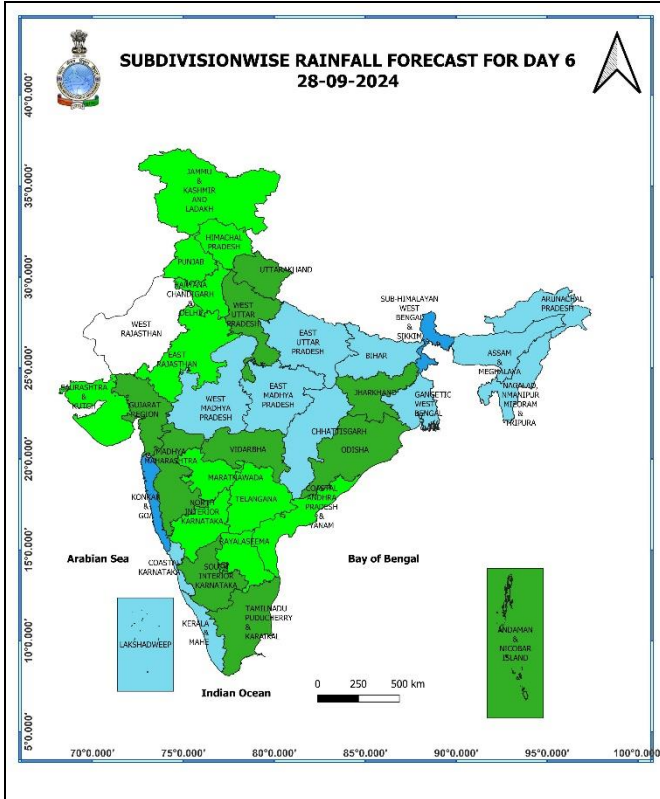 SUBDIVISIONWISE RAINFALL FORECAST FOR DAY 6
28-09-2024
40°0.000'
35°0.000'
30°0.000'
25°0.000'
20°0.000'
15°0.000'
10°0.000'
5°0.000'
JAMMU
&
KASHMIR
AND
LADAKH
HIMACHAL
PRADESH
PUNJAB
UTTARAKHAND
CHANDIGARH
&
DELHI
WEST
RAJASTHAN
WEST
UTTAR
PRADESH
EAST
RAJASTHAN
EAST
UTTAR
PRADESH
BIHAR
SUB-HIMALAYAN
WEST
BENGAL
&
SIKKIM
ARUNACHAL
PRADESH
ASSAM
&
MEGHALAYA
&
TRIPURA
SAURASHTRA
&
KUTCH
GUJARAT
REGION
WEST
MADHYA
PRADESH
EAST
MADHYA
PRADESH
JHARKHAND
GANGETIC
WEST
BENGAL
CHHATTISGARH
ODISHA
MADHYA
MAHARASHTRA
VIDARBHA
MARATHWADA
KONKAN
&
GOA
NORTH
INTERIOR
KARNATAKA
TELANGANA
COASTAL
ANDHRA
PRADESH
&
YANAM
RAYALASEEMA
Arabian Sea
Bay of Bengal
COASTAL
KARNATAKA
SOUTH
INTERIOR
KARNATAKA
LAKSHADWEEP
KERALA
&
MAHE
TAMILNADU
PUDUCHERRY
&
KARAIKAL
ANDAMAN
&
NICOBAR
ISLAND
Indian Ocean
0 250 500 km
70°0.000' 75°0.000' 80°0.000' 85°0.000' 90°0.000' 95°0.000' 100°0.000'